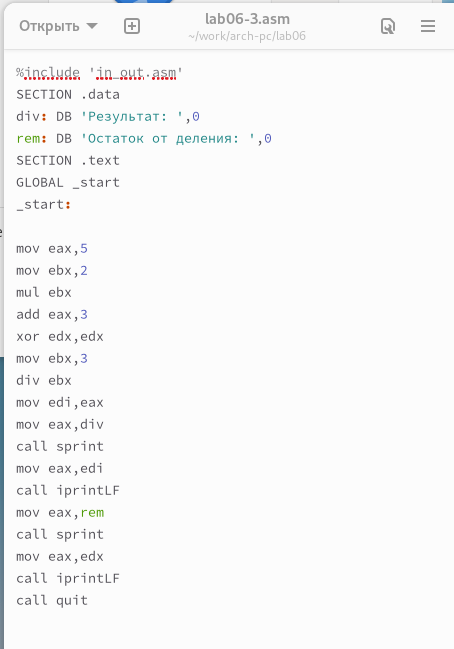 Открыть
lab06-3.asm
~/work/arch-pc/lab06
%include 'in_out.asm'
SECTION .data
div: DB 'Результат: ',0
rem: DB 'Остаток от деления: ',0
SECTION .text
GLOBAL _start
_start:
mov eax,5
mov ebx,2
mul ebx
add eax,3
xor edx,edx
mov ebx,3
div ebx
mov edi,eax
mov eax,div
call sprint
mov eax,edi
call iprintLF
mov eax,rem
call sprint
mov eax,edx
call iprintLF
call quit